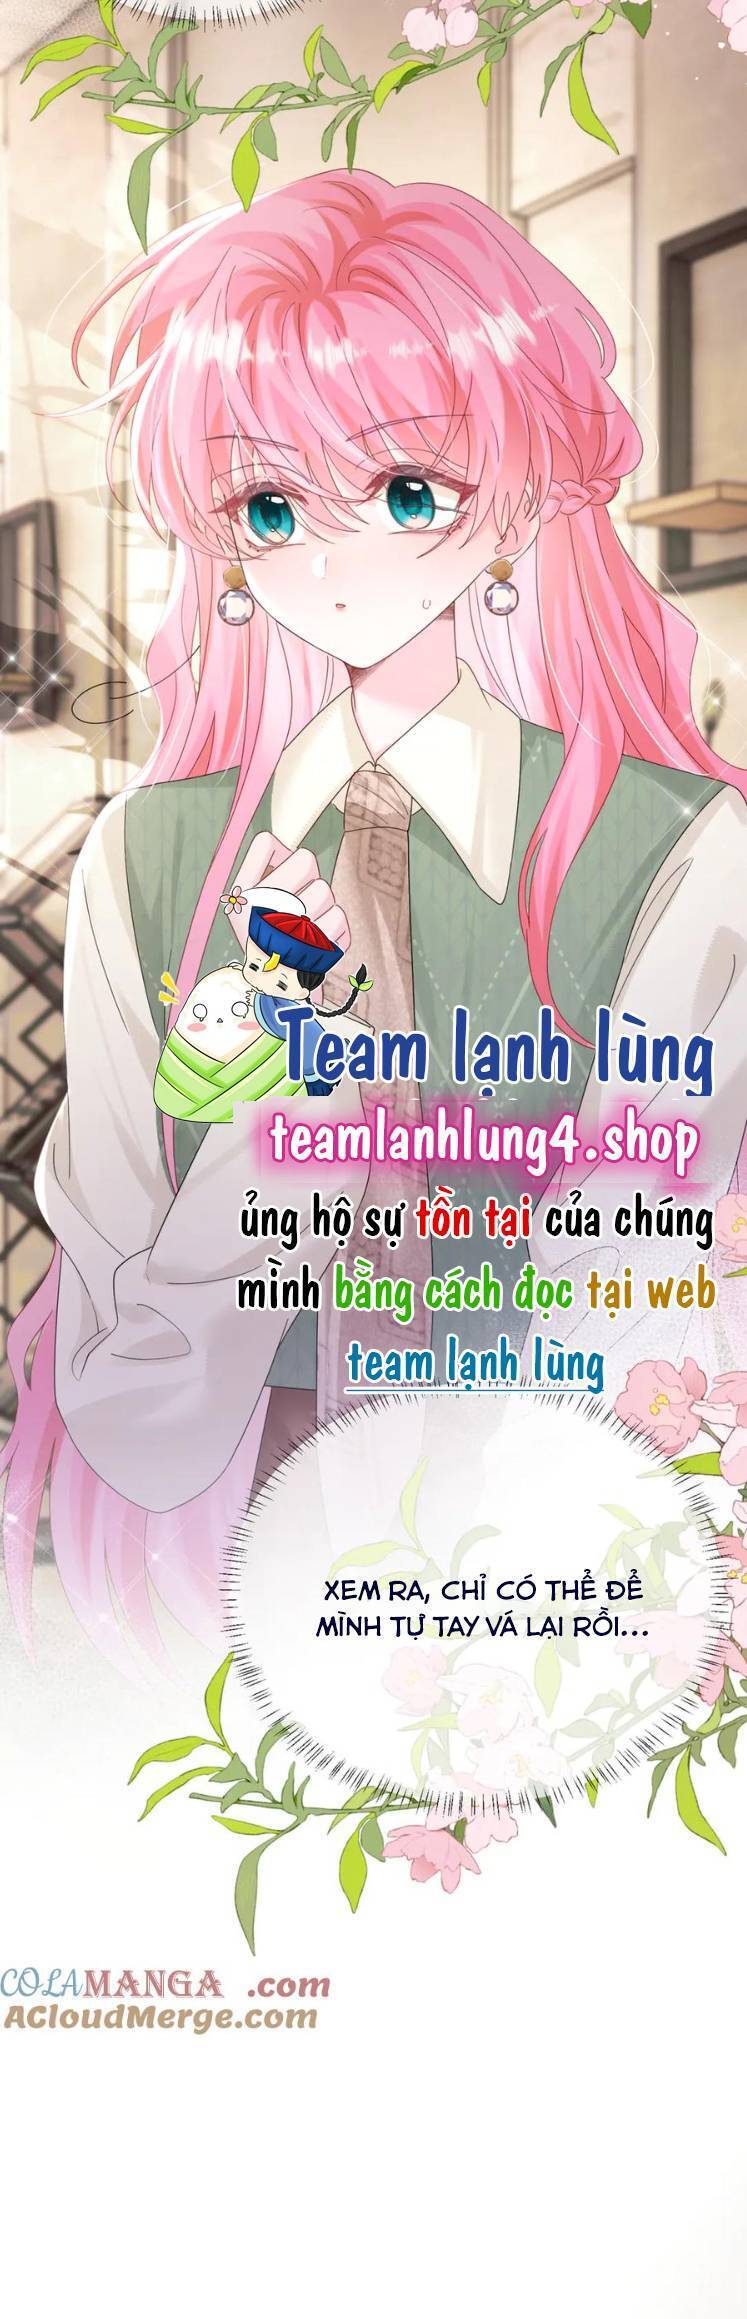 Team lạnh lùng
teamlanhlung4.shop
ủng hộ sự tồn tại của chúng
mình bằng cách đọc tại web
team lạnh lùng
XEM RA, CHỈ CÓ THỂ ĐỂ
MÌNH TỰ TAY VÁ LẠI RỒI...
COLAMANGA .com
ACloudMerge.com